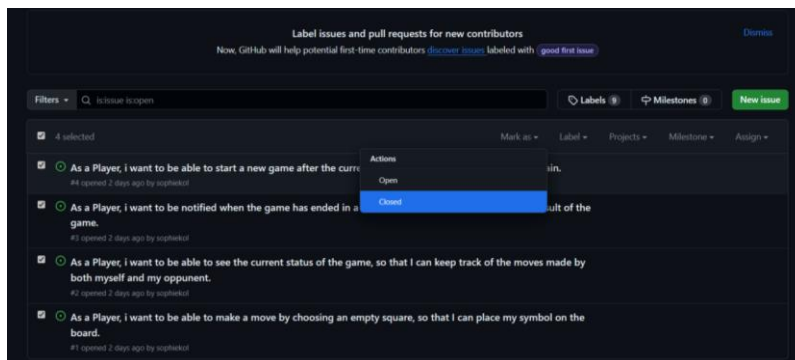 Label issues and pull requests for new contributors
Dismiss
Now, GitHub will help potential first-time contributors discover issues labeled with good first issue
Filters
is:issue is:open
Labels 9
Milestones 0
New issue
4 selected
Mark as
Label
Projects
Milestone
Assign
As a Player, i want to be able to start a new game after the curre
in.
#4 opened 2 days ago by sophiekol
Actions
Open
Closed
As a Player, i want to be notified when the game has ended in a
ult of the
game.
#3 opened 2 days ago by sophiekol
As a Player, i want to be able to see the current status of the game, so that I can keep track of the moves made by
both myself and my oppunent.
#2 opened 2 days ago by sophiekol
As a Player, i want to be able to make a move by choosing an empty square, so that I can place my symbol on the
board.
#1 opened 2 days ago by sophiekol